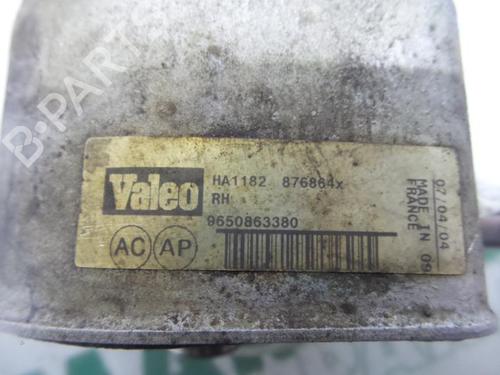 B-PARTS
Valeo
HA1182 876864x
RH
9650863380
AC AP
07/04/04
MADE IN 09
FRANCE